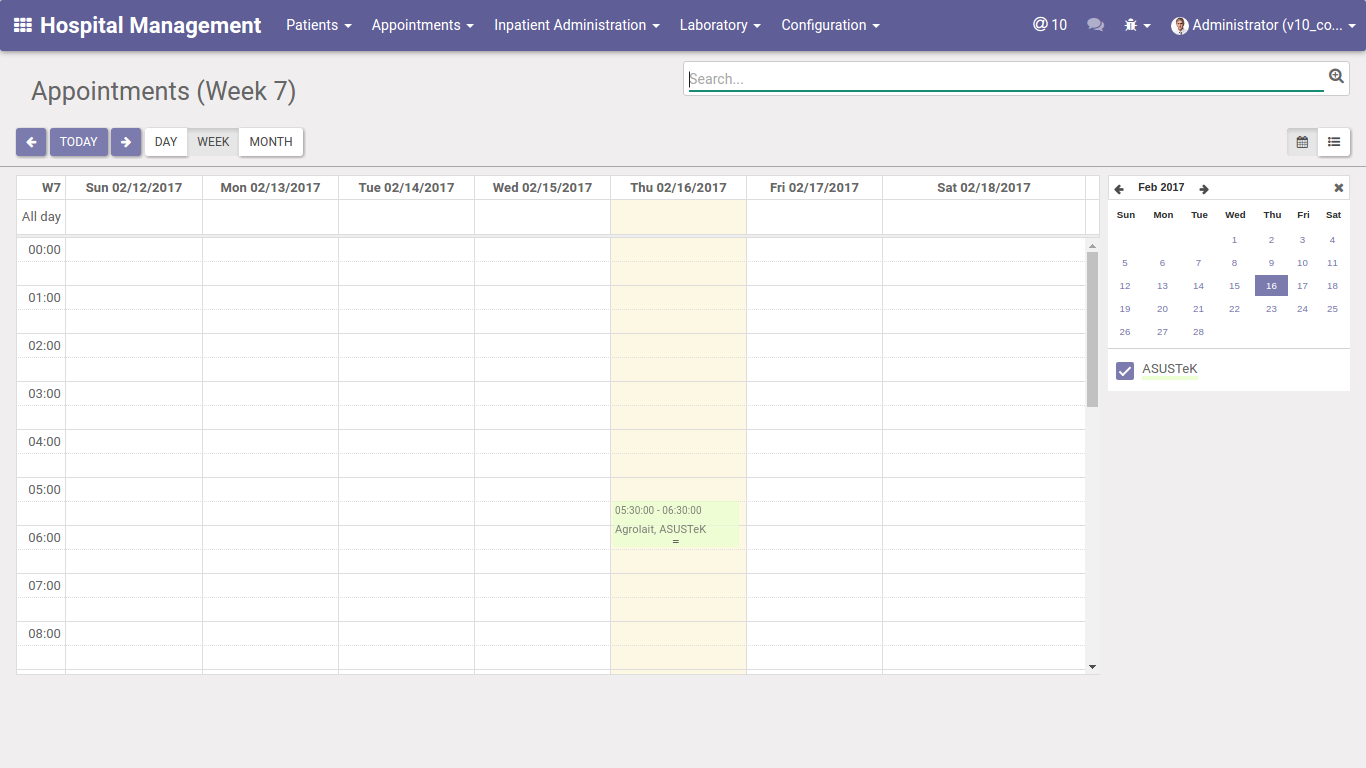 Hospital Management Patients Appointments Inpatient Administration Laboratory Configuration @ 10 Administrator (v10_co...
Search...
Appointments (Week 7)
TODAY DAY WEEK MONTH
W7 Sun 02/12/2017 Mon 02/13/2017 Tue 02/14/2017 Wed 02/15/2017 Thu 02/16/2017 Fri 02/17/2017 Sat 02/18/2017
All day
00:00
01:00
02:00
03:00
04:00
05:00
05:30:00 - 06:30:00
Agrolait, ASUSTeK
06:00
07:00
08:00
Feb 2017
Sun Mon Tue Wed Thu Fri Sat
1 2 3 4
5 6 7 8 9 10 11
12 13 14 15 16 17 18
19 20 21 22 23 24 25
26 27 28
ASUSTeK